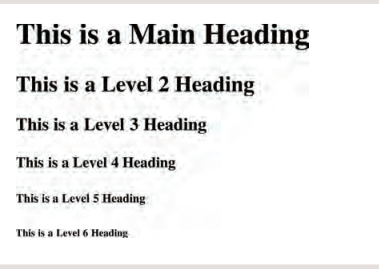 This is a Main Heading
This is a Level 2 Heading
This is a Level 3 Heading
This is a Level 4 Heading
This is a Level 5 Heading
This is a Level 6 Heading